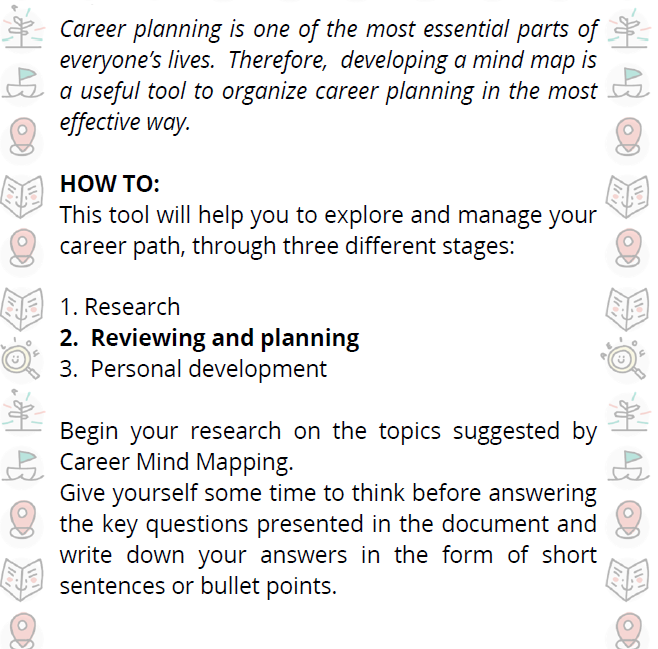 Career planning is one of the most essential parts of
everyone’s lives.  Therefore,  developing a mind map is
a useful tool to organize career planning in the most
effective way.
HOW TO:
This tool will help you to explore and manage your
career path, through three different stages:
1. Research
2.  Reviewing and planning
3.  Personal development
Begin your research on the topics suggested by
Career Mind Mapping.
Give yourself some time to think before answering
the key questions presented in the document and
write down your answers in the form of short
sentences or bullet points.